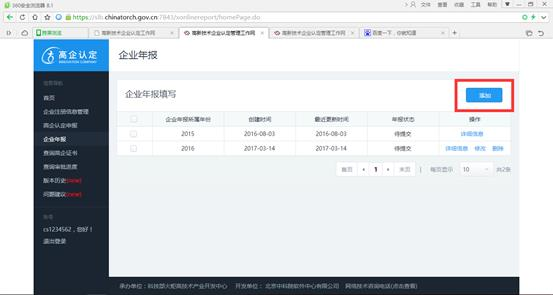 360安全浏览器 8.1
文件 查看 收藏 工具 帮助
https://sllb.chinatorch.gov.cn:7843/xonlinereport/homePage.do
高新技术企业认定工作网
高新技术企业认定管理工作网
高新技术企业认定管理工作网
百度一下，你就知道
高企认定
INNOVATION COMPANY
企业年报
首页
企业注册信息管理
高企认定申报
企业年报
查询高企证书
查询审批进度
版本历史(new)
问题建议(new)
账号
cs1234562，您好！
退出登录
企业年报填写
添加
企业年报所属年份 创建时间 最近更新时间 年报状态 操作
2015 2016-08-03 2016-08-03 待提交 详细信息
2016 2017-03-14 2017-03-14 待提交 详细信息 修改 删除
首页 1 末页 | 每页显示 10 共2条
承办单位：科技部火炬高技术产业开发中心 开发单位：北京中科院软件中心有限公司 网络技术咨询电话(点击查看)